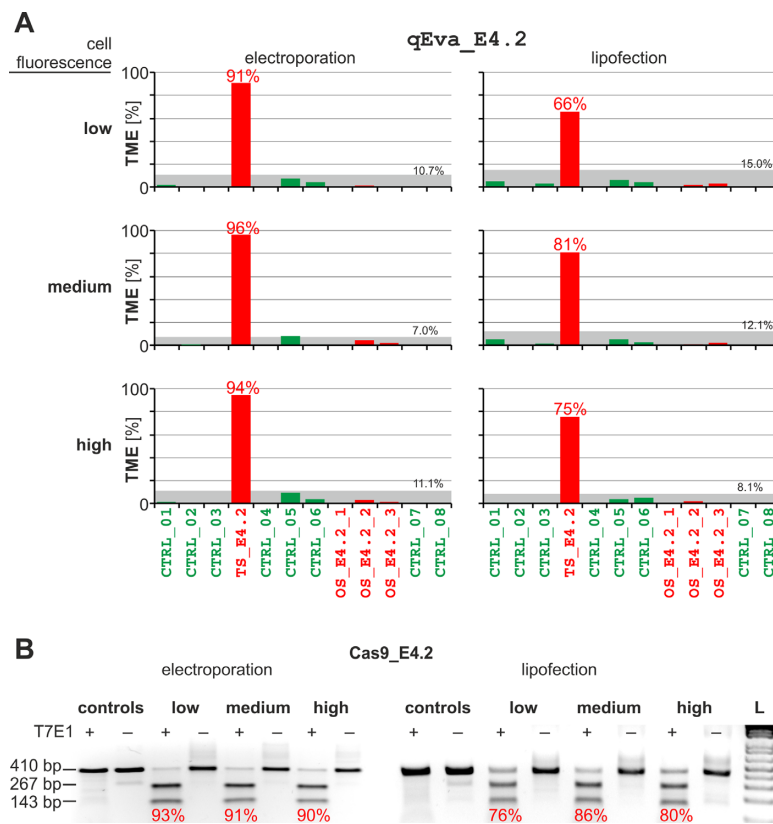 A
qEva_E4.2
cell fluorescence
electroporation
lipofection
low
TME [%]
100
0
91%
10.7%
66%
15.0%
medium
TME [%]
100
0
96%
7.0%
81%
12.1%
high
TME [%]
100
0
94%
11.1%
75%
8.1%
CTRL_01
CTRL_02
CTRL_03
TS_E4.2
CTRL_04
CTRL_05
CTRL_06
OS_E4.2_1
OS_E4.2_2
OS_E4.2_3
CTRL_07
CTRL_08
CTRL_01
CTRL_02
CTRL_03
TS_E4.2
CTRL_04
CTRL_05
CTRL_06
OS_E4.2_1
OS_E4.2_2
OS_E4.2_3
CTRL_07
CTRL_08
B
Cas9_E4.2
electroporation
lipofection
controls low medium high controls low medium high L
T7E1 + − + − + − + − + − + − + − + −
410 bp
267 bp
143 bp
93% 91% 90% 76% 86% 80%